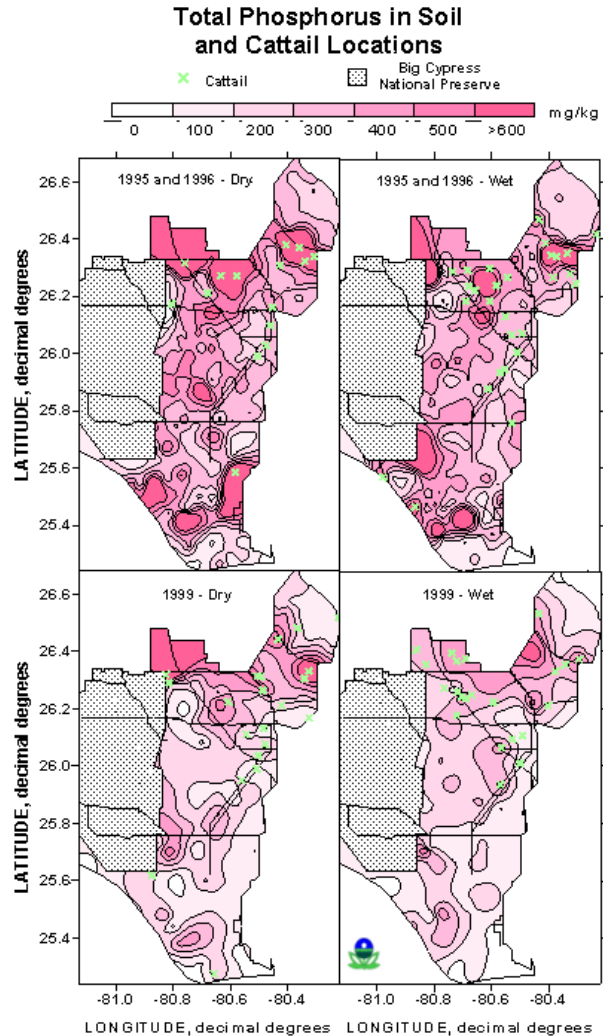 Total Phosphorus in Soil
and Cattail Locations
Cattail
Big Cypress
National Preserve
mg/kg
0 100 200 300 400 500 >600
1995 and 1996 - Dry
1995 and 1996 - Wet
26.6
26.4
26.2
26.0
25.8
25.6
25.4
LATITUDE, decimal degrees
1999 - Dry
1999 - Wet
26.6
26.4
26.2
26.0
25.8
25.6
25.4
LATITUDE, decimal degrees
-81.0 -80.8 -80.6 -80.4 -81.0 -80.8 -80.6 -80.4
LONGITUDE, decimal degrees LONGITUDE, decimal degrees